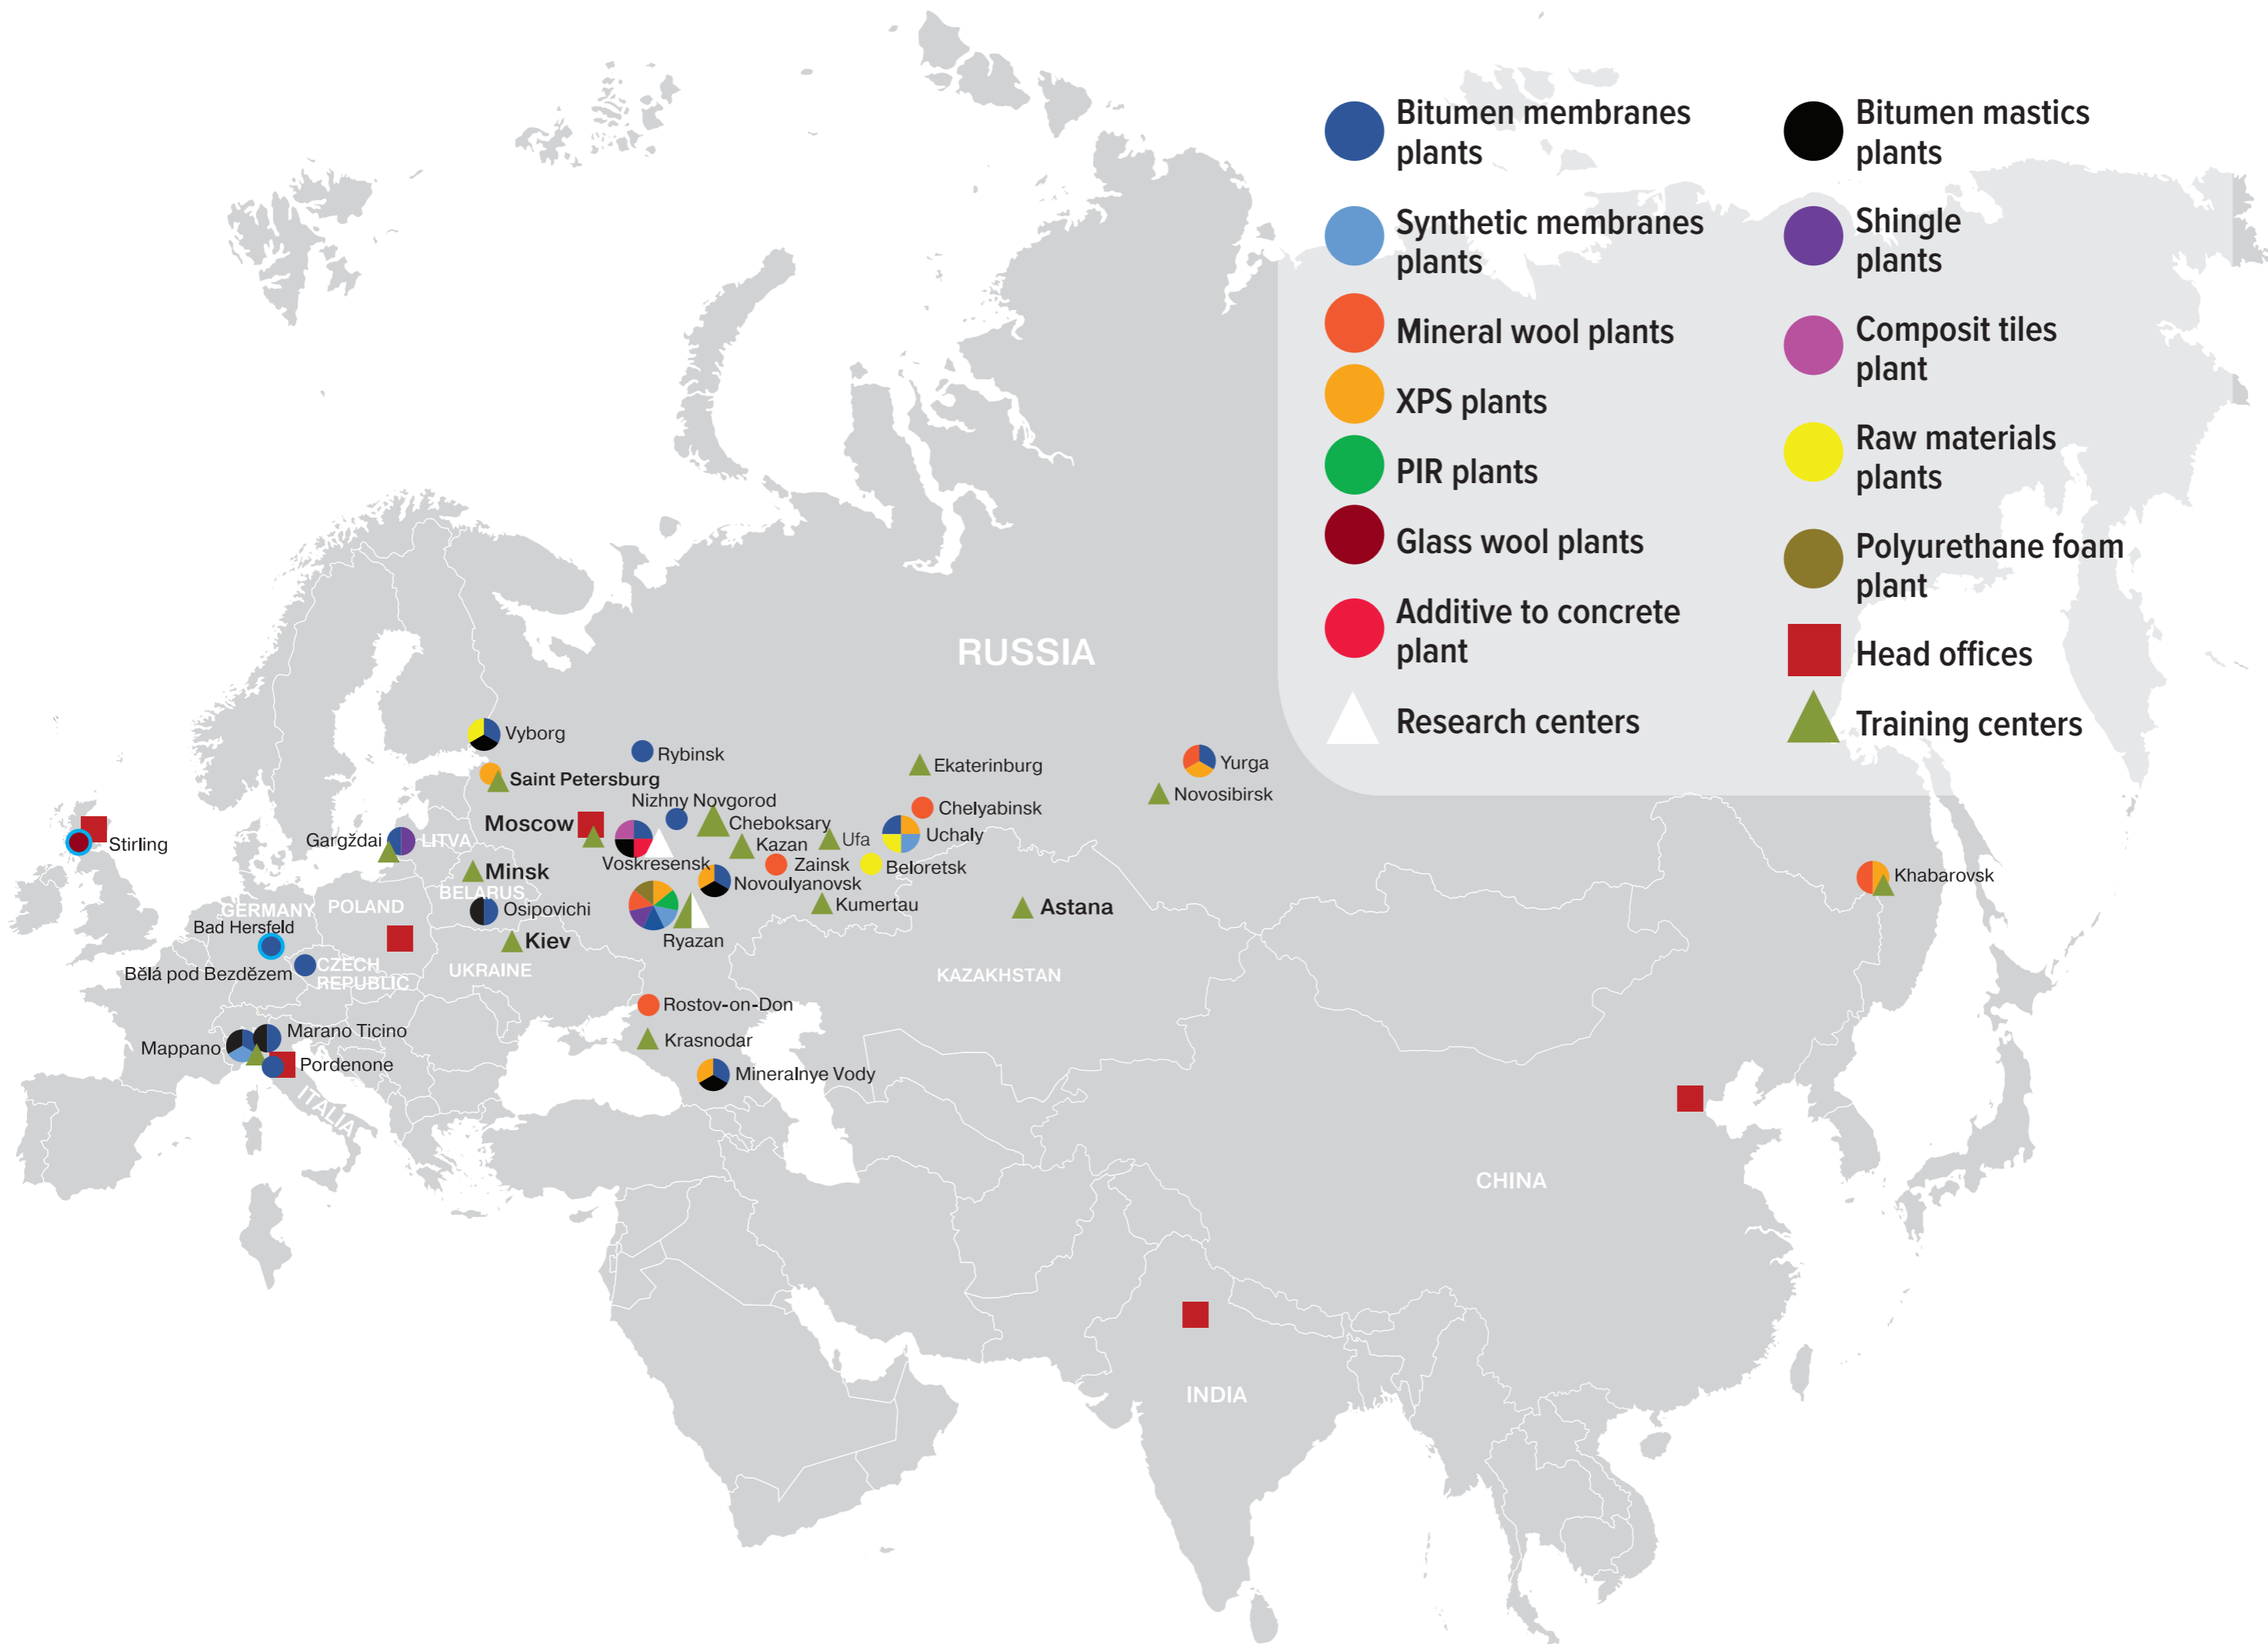 Bitumen membranes
plants
Synthetic membranes
plants
Mineral wool plants
XPS plants
PIR plants
Glass wool plants
Additive to concrete
plant
Research centers
Bitumen mastics
plants
Shingle
plants
Composit tiles
plant
Raw materials
plants
Polyurethane foam
plant
Head offices
Training centers
RUSSIA
Vyborg
Rybinsk
Saint Petersburg
Ekaterinburg
Yurga
Novosibirsk
Nizhny Novgorod
Chelyabinsk
Moscow
Cheboksary
Stirling
Gargždai
LITVA
Kazan
Ufa
Uchaly
Voskresensk
Zainsk
Beloretsk
Minsk
Novoulyanovsk
Khabarovsk
BELARUS
GERMANY
POLAND
Osipovichi
Kumertau
Astana
Bad Hersfeld
Kiev
Ryazan
Bělá pod Bezdězem
CZECH
REPUBLIC
UKRAINE
KAZAKHSTAN
Rostov-on-Don
Marano Ticino
Mappano
Krasnodar
Pordenone
Mineralnye Vody
ITALIA
CHINA
INDIA